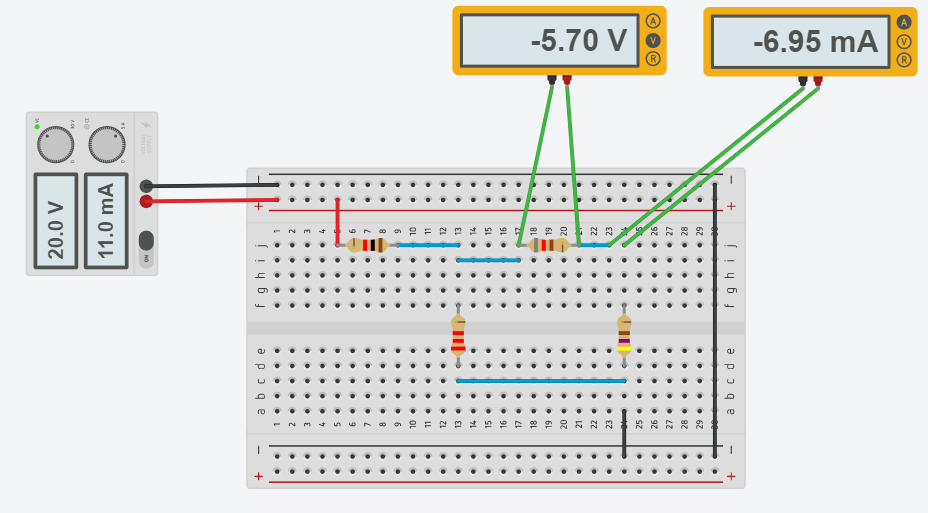 -5.70 V
A
V
R
-6.95 mA
A
V
R
20.0 V
11.0 mA
ON
− −
+ +
1 2 3 4 5 6 7 8 9 10 11 12 13 14 15 16 17 18 19 20 21 22 23 24 25 26 27 28 29 30
j j
i i
h h
g g
f f
e e
d d
c c
b b
a a
1 2 3 4 5 6 7 8 9 10 11 12 13 14 15 16 17 18 19 20 21 22 23 24 25 26 27 28 29 30
− −
+ +